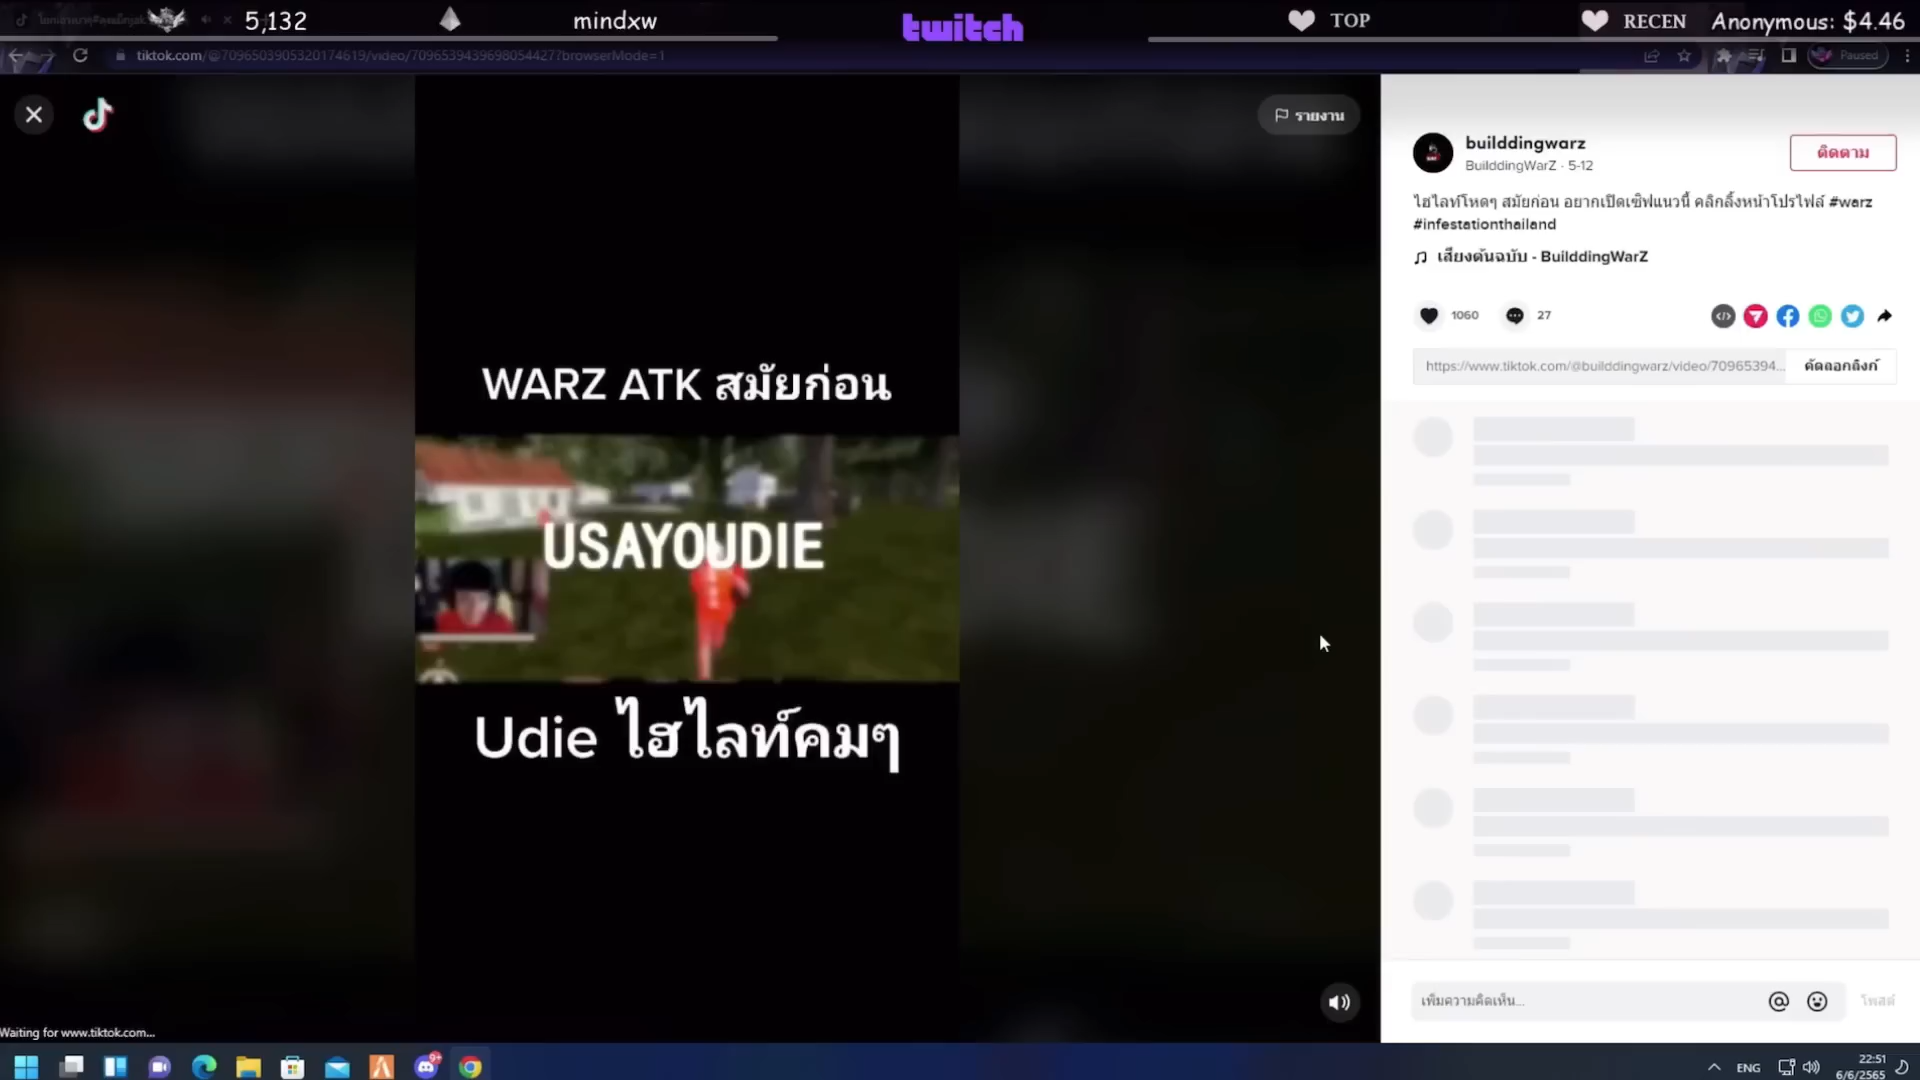 5,132
mindxw
twitch
TOP
RECEN
Anonymous: $4.46
tiktok.com/@7096503905320174619/video/7096539439698054427?browserMode=1
Paused
รายงาน
builddingwarz
BuilddingWarZ · 5-12
ติดตาม
ไฮไลท์โหดๆ สมัยก่อน อยากเปิดเซิฟแนวนี้ คลิกลิ้งหน้าโปรไฟล์ #warz
#infestationthailand
เสียงต้นฉบับ - BuilddingWarZ
1060
27
https://www.tiktok.com/@builddingwarz/video/70965394...
คัดลอกลิงก์
WARZ ATK สมัยก่อน
USAYOUDIE
Udie ไฮไลท์คมๆ
เพิ่มความคิดเห็น...
โพสต์
Waiting for www.tiktok.com...
9+
ENG
22:51
6/6/2565